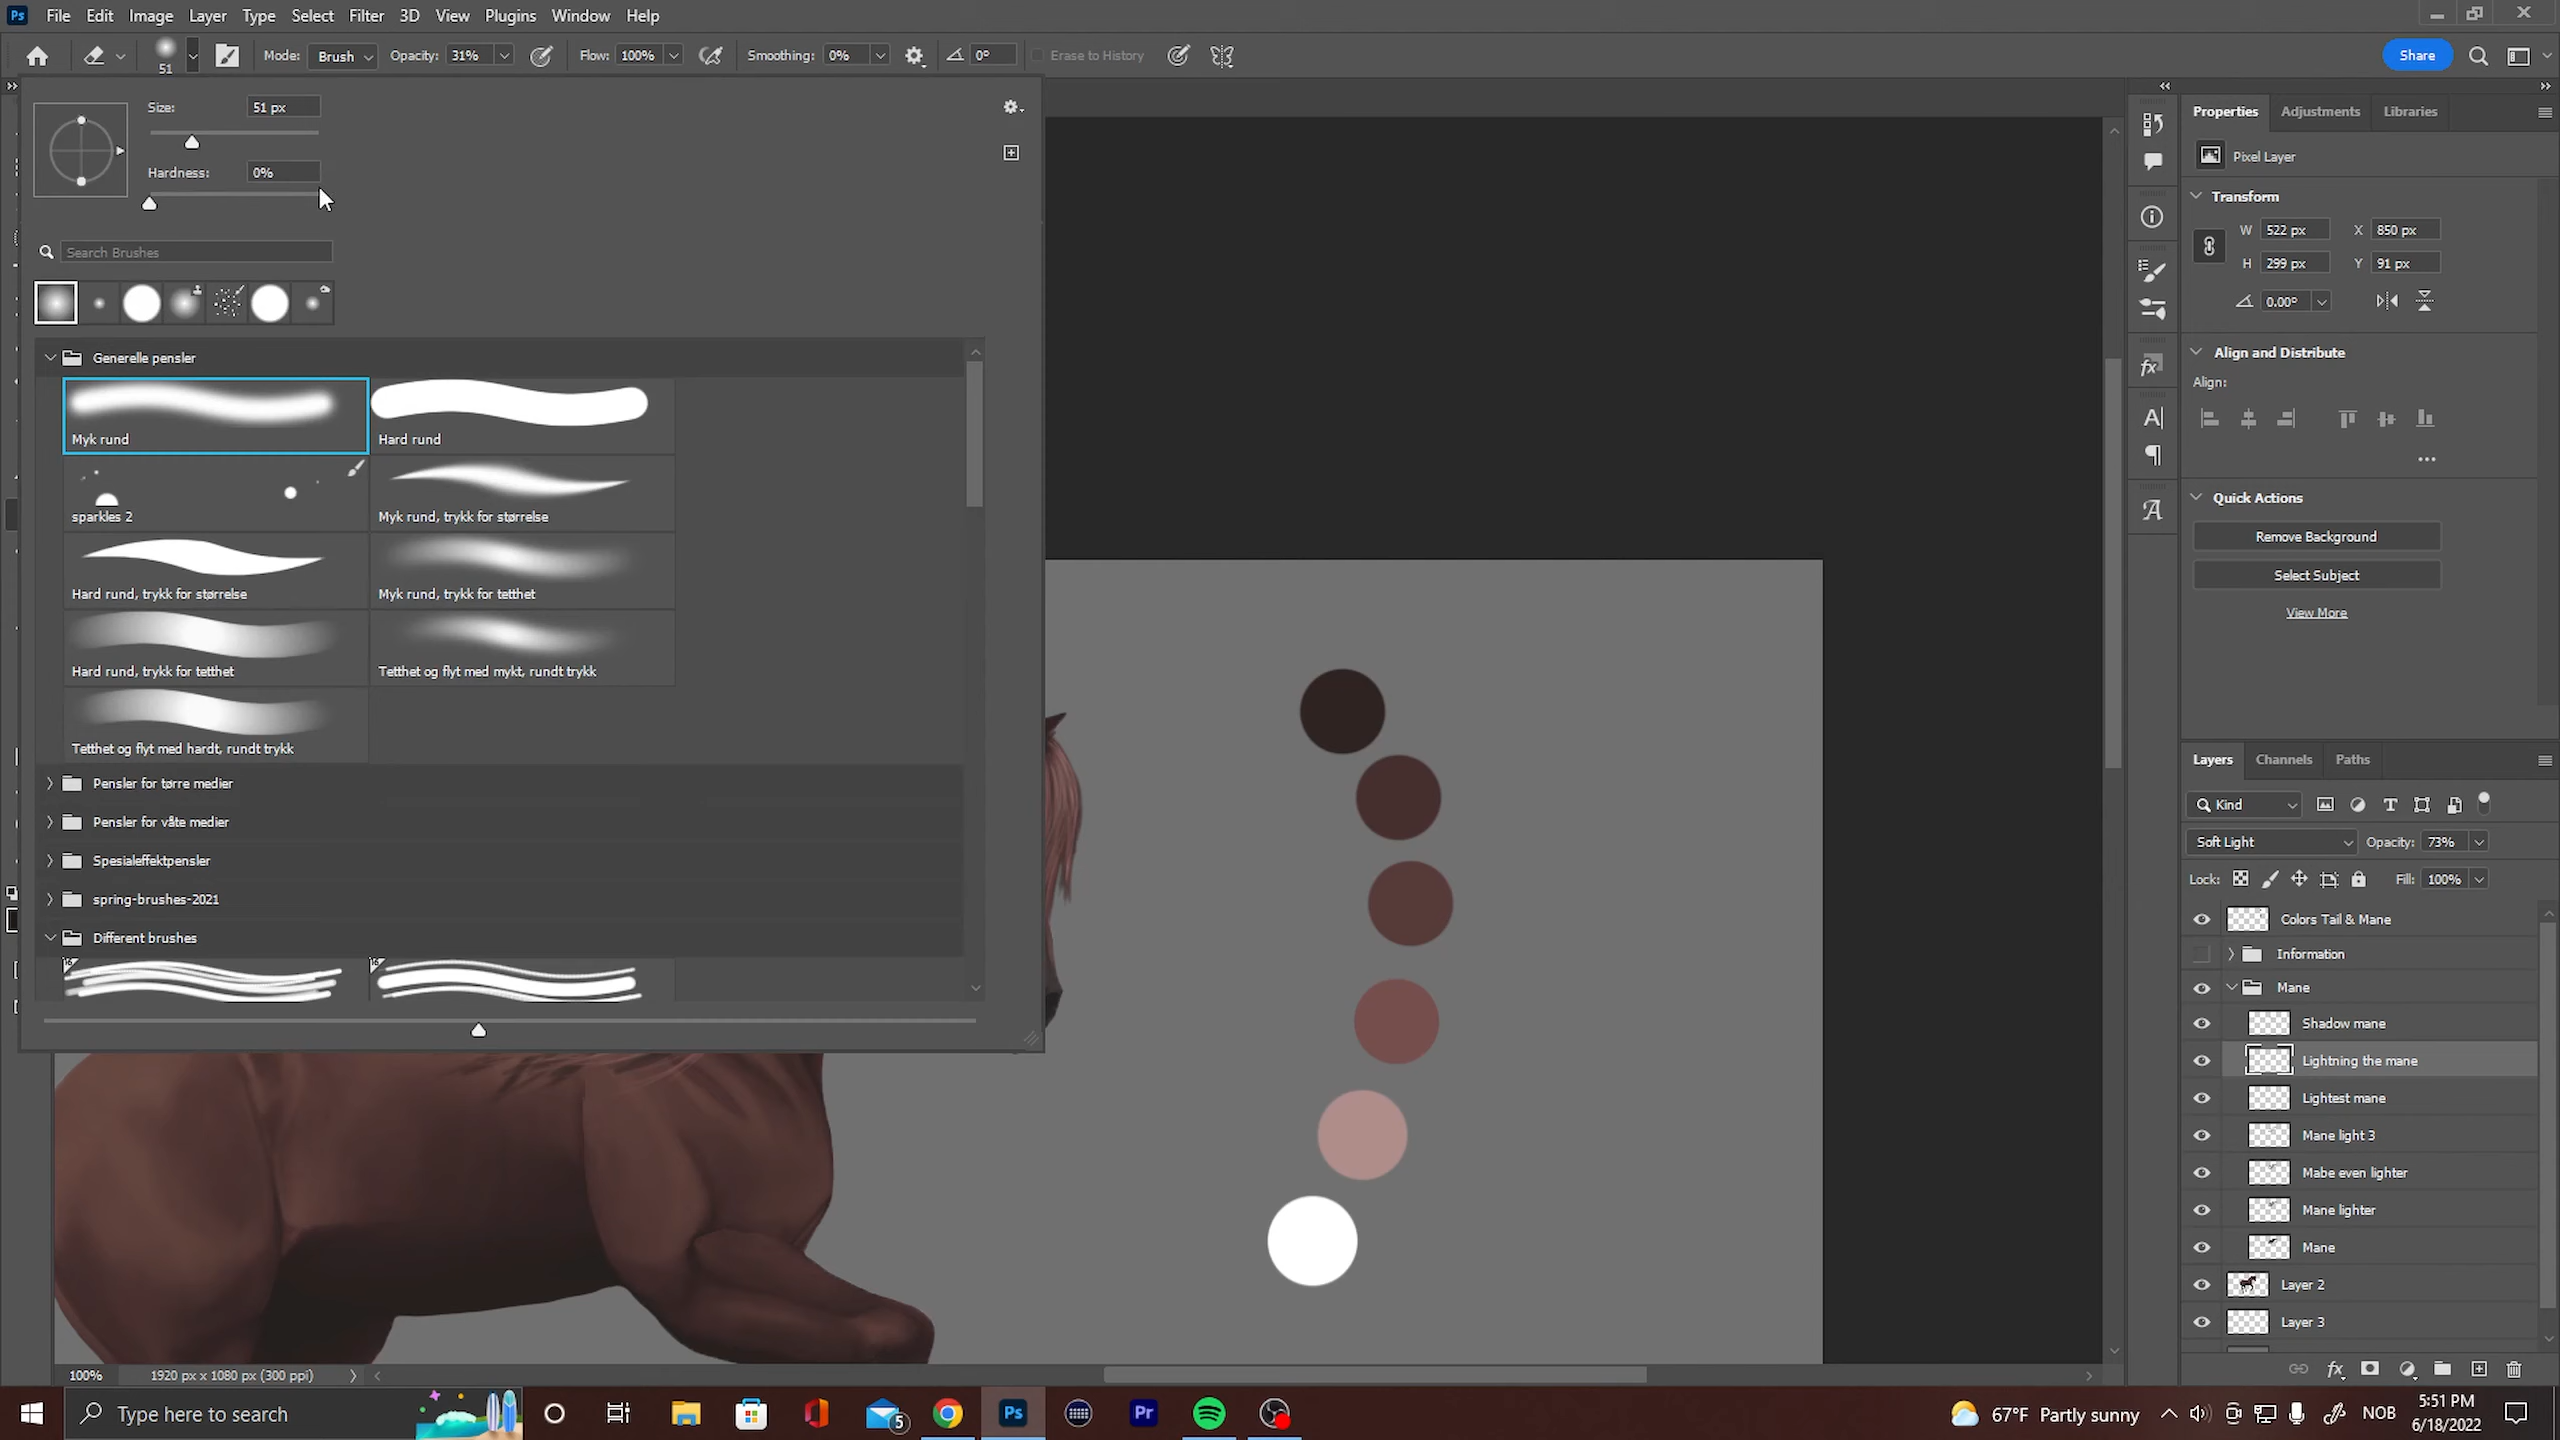 Ps File Edit Image Layer Select Type Filter 3D View Plugins Window Help
51 Mode: Brush Opacity: 31% Flow: 100% Smoothing: 0% 0° Erase to History Share
Size: 51 px
Hardness: 0%
Search Brushes
Generelle pensler
Myk rund
Hard rund
sparkles 2
Myk rund, trykk for størrelse
Hard rund, trykk for størrelse
Myk rund, trykk for tetthet
Hard rund, trykk for tetthet
Tetthet og flyt med mykt, rundt trykk
Tetthet og flyt med hardt, rundt trykk
Pensler for tørre medier
Pensler for våte medier
Spesialeffektpensler
spring-brushes-2021
Different brushes
Properties Adjustments Libraries
Pixel Layer
Transform
W 522 px X 850 px
H 299 px Y 91 px
0.00°
Align and Distribute
Align:
Quick Actions
Remove Background
Select Subject
View More
Layers Channels Paths
Kind
Soft Light Opacity: 73%
Lock: Fill: 100%
Colors Tail & Mane
Information
Mane
Shadow mane
Lightning the mane
Lightest mane
Mane light 3
Mabe even lighter
Mane lighter
Mane
Layer 2
Layer 3
100% 1920 px x 1080 px (300 ppi)
Type here to search
5
Ps
Pr
67°F Partly sunny
NOB
5:51 PM
6/18/2022